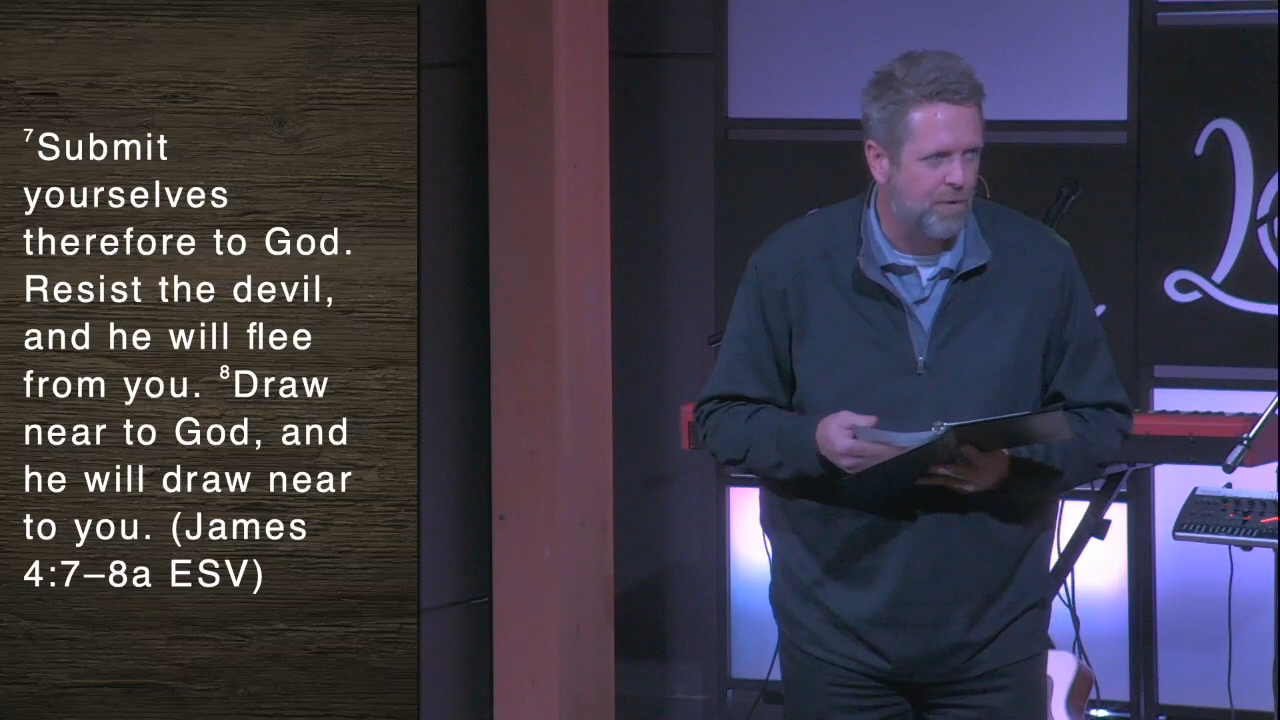 ⁷Submit
yourselves
therefore to God.
Resist the devil,
and he will flee
from you. ⁸Draw
near to God, and
he will draw near
to you. (James
4:7–8a ESV)